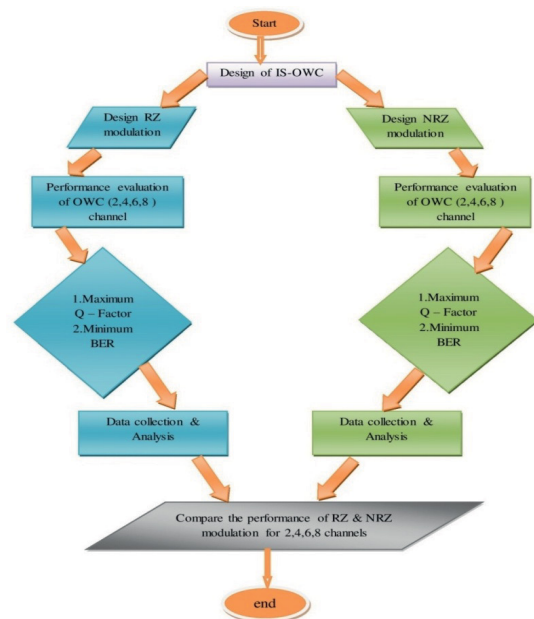 Start
Design of IS-OWC
Design RZ
modulation
Design NRZ
modulation
Performance evaluation
of OWC (2,4,6,8 )
channel
Performance evaluation
of OWC (2,4,6,8)
channel
1.Maximum
Q – Factor
2.Minimum
BER
1.Maximum
Q – Factor
2.Minimum
BER
Data collection &
Analysis
Data collection &
Analysis
Compare the performance of RZ & NRZ
modulation for 2,4,6,8 channels
end